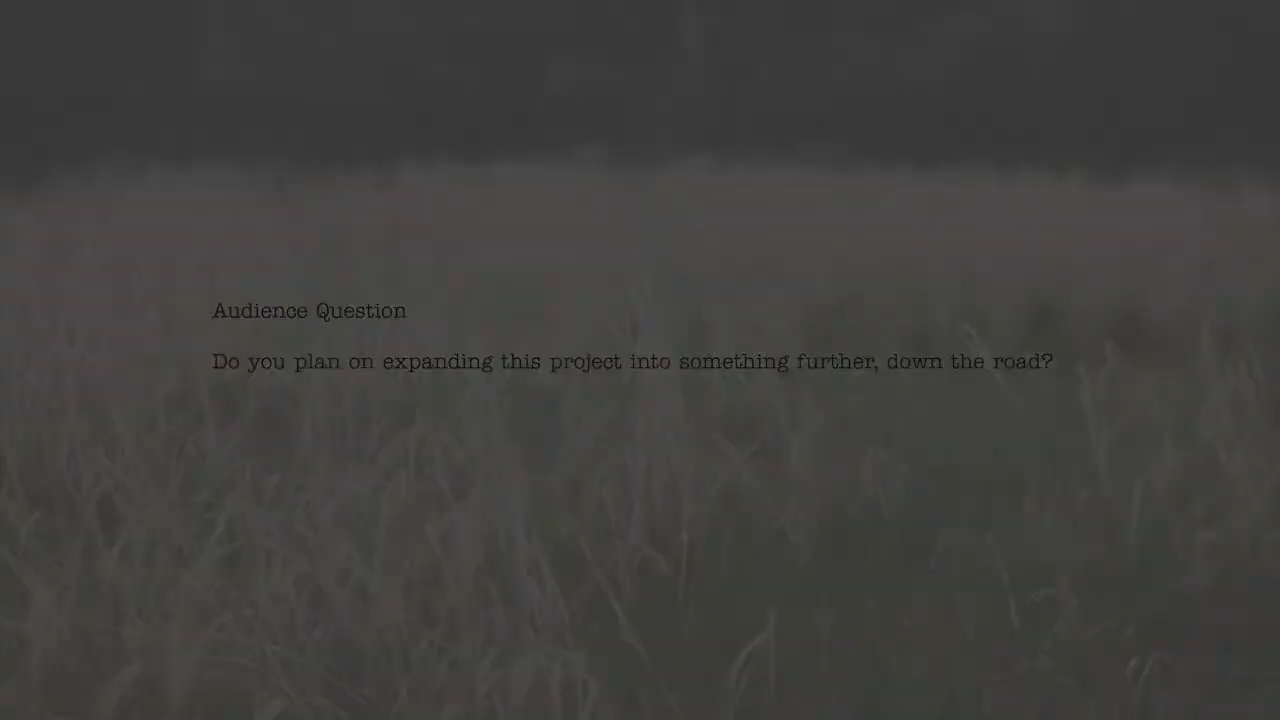 Audience Question
Do you plan on expanding this project into something further, down the road?